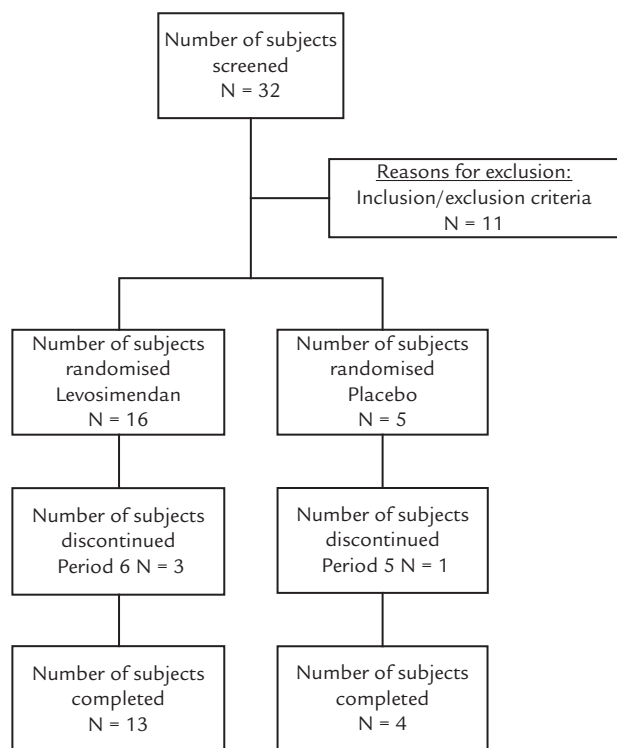 Number of subjects
screened
N = 32
Reasons for exclusion:
Inclusion/exclusion criteria
N = 11
Number of subjects
randomised
Levosimendan
N = 16
Number of subjects
randomised
Placebo
N = 5
Number of subjects
discontinued
Period 6 N = 3
Number of subjects
discontinued
Period 5 N = 1
Number of subjects
completed
N = 13
Number of subjects
completed
N = 4